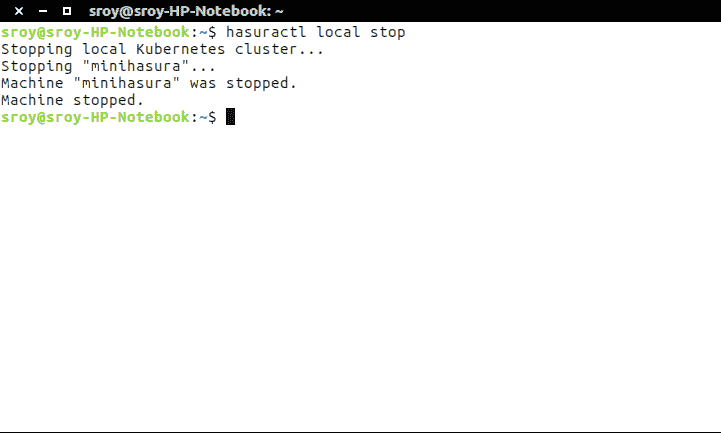 sroy@sroy-HP-Notebook: ~
sroy@sroy-HP-Notebook:~$ hasuractl local stop
Stopping local Kubernetes cluster...
Stopping "minihasura"...
Machine "minihasura" was stopped.
Machine stopped.
sroy@sroy-HP-Notebook:~$